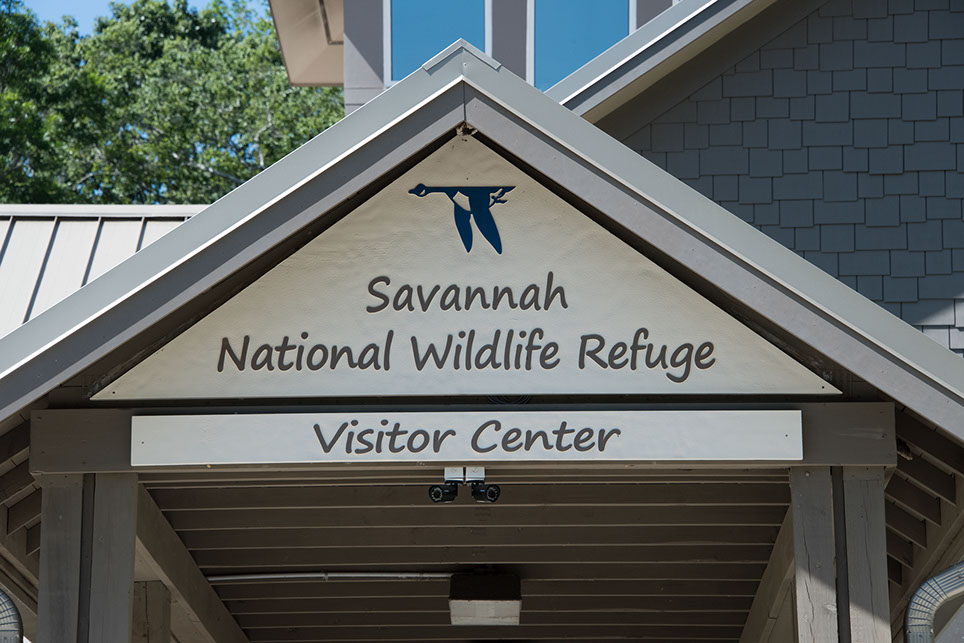 Savannah
National Wildlife Refuge
Visitor Center